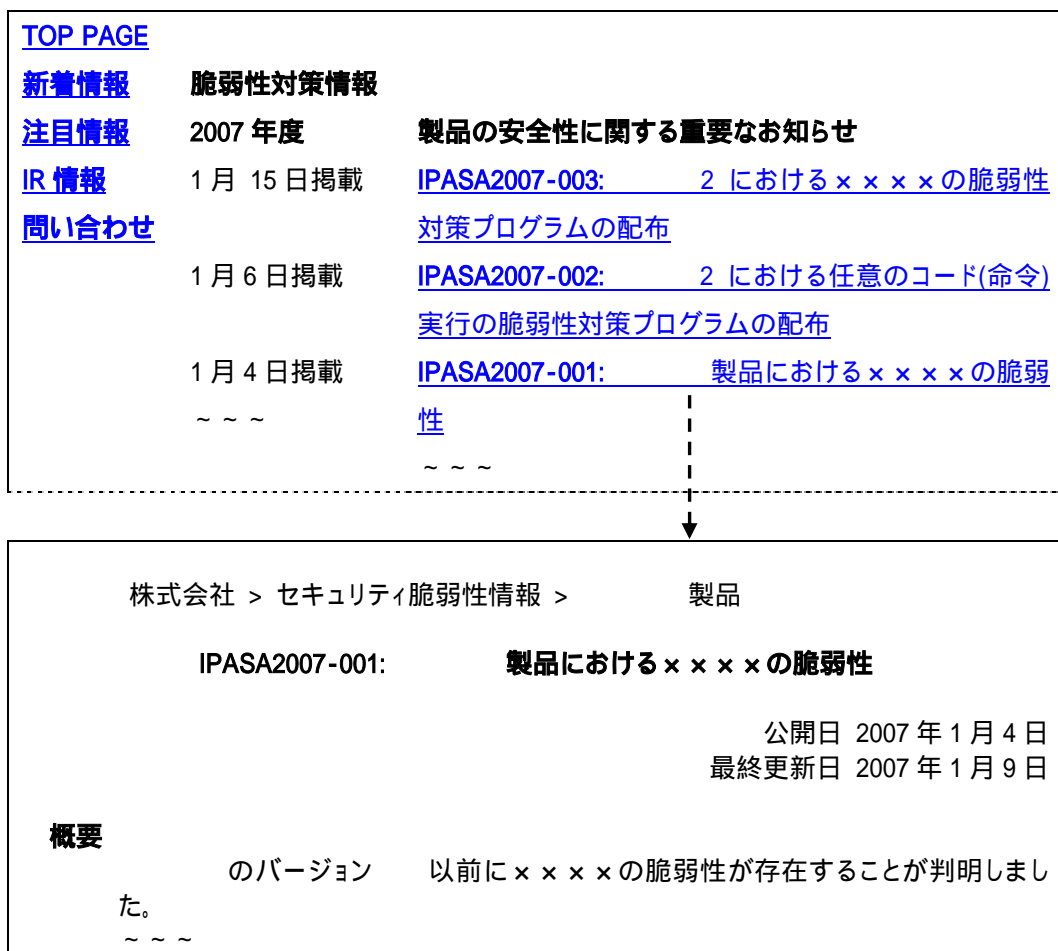 TOP PAGE
新着情報 脆弱性対策情報
注目情報 2007 年度 製品の安全性に関する重要なお知らせ
IR 情報 1 月 15 日掲載 IPASA2007-003: 2 における××××の脆弱性
問い合わせ 対策プログラムの配布
1 月 6 日掲載 IPASA2007-002: 2 における任意のコード(命令)
実行の脆弱性対策プログラムの配布
1 月 4 日掲載 IPASA2007-001: 製品における××××の脆弱
～～～ 性
～～～
株式会社 > セキュリティ脆弱性情報 > 製品
IPASA2007-001: 製品における××××の脆弱性
公開日 2007 年 1 月 4 日
最終更新日 2007 年 1 月 9 日
概要
のバージョン 以前に××××の脆弱性が存在することが判明しまし
た。
～～～